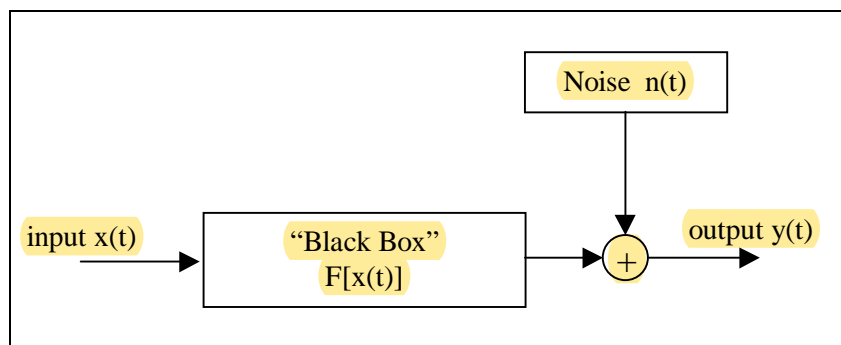 Noise n(t)
input x(t)
“Black Box”
F[x(t)]
+
output y(t)